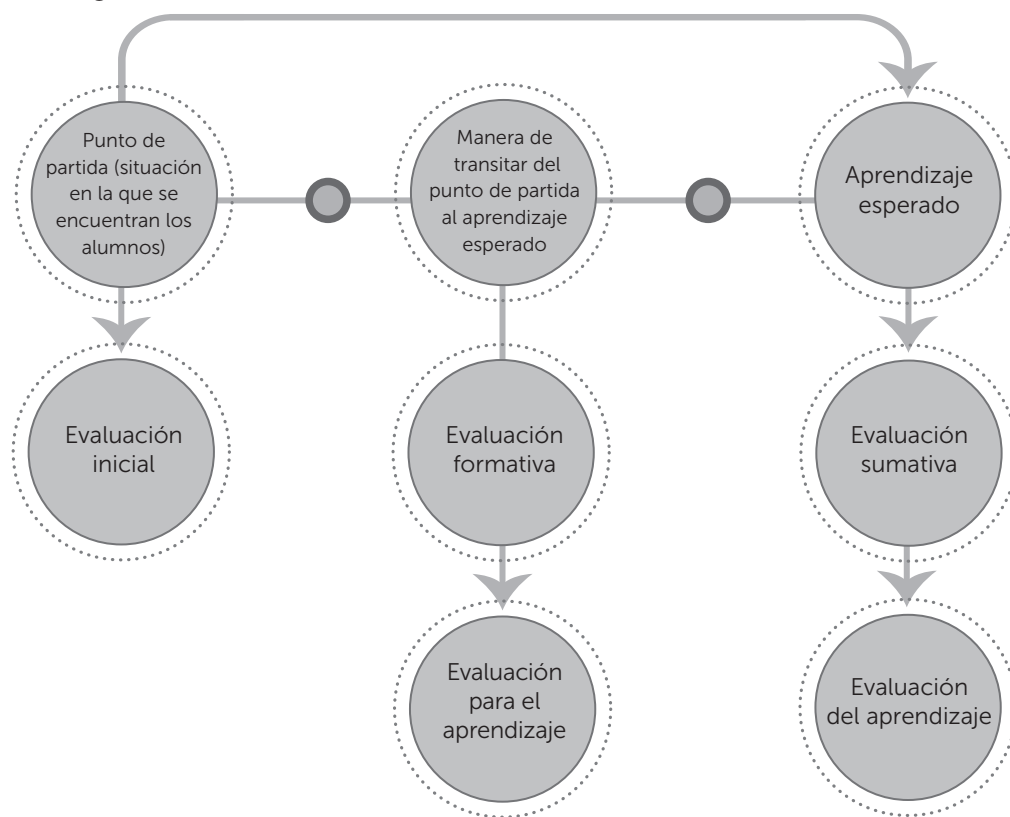 Punto de
partida (situación
en la que se
encuentran los
alumnos)
Manera de
transitar del
punto de partida
al aprendizaje
esperado
Aprendizaje
esperado
Evaluación
inicial
Evaluación
formativa
Evaluación
sumativa
Evaluación
para el
aprendizaje
Evaluación
del aprendizaje